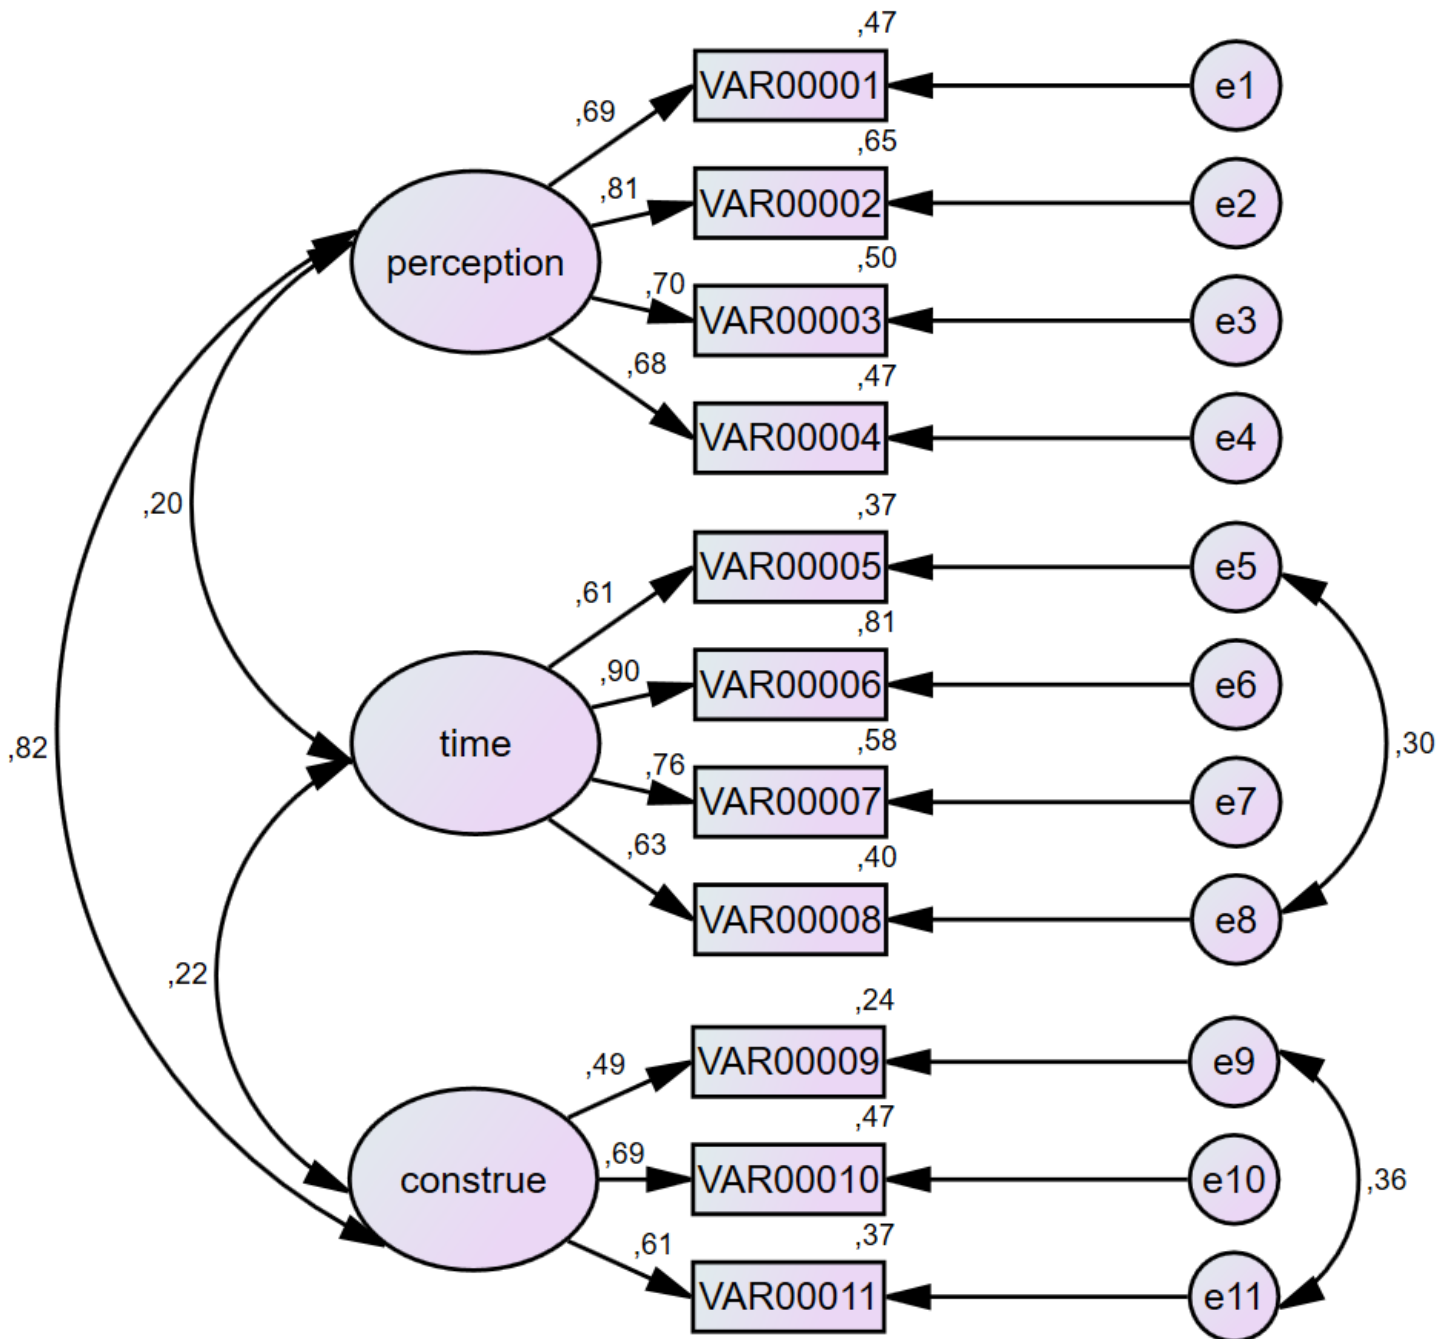 ,47
VAR00001
e1
,69
,65
VAR00002
e2
,81
perception
,50
VAR00003
e3
,70
,47
VAR00004
e4
,68
,20
,37
VAR00005
e5
,61
,81
VAR00006
e6
,90
time
,58
VAR00007
e7
,76
,30
,82
,40
VAR00008
e8
,63
,22
,24
VAR00009
e9
,49
,47
VAR00010
e10
,69
construe
,36
,37
VAR00011
e11
,61